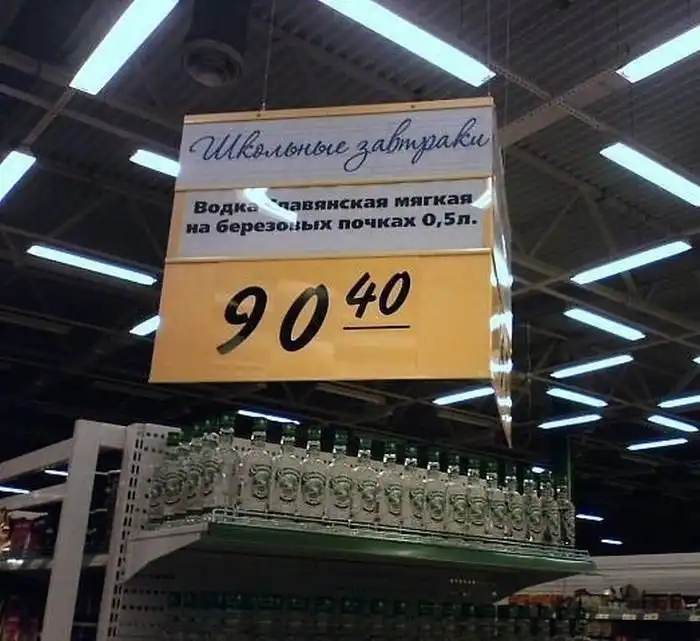 Школьные завтраки
Водка мягкая
на березовых почках 0,5л.
90 40